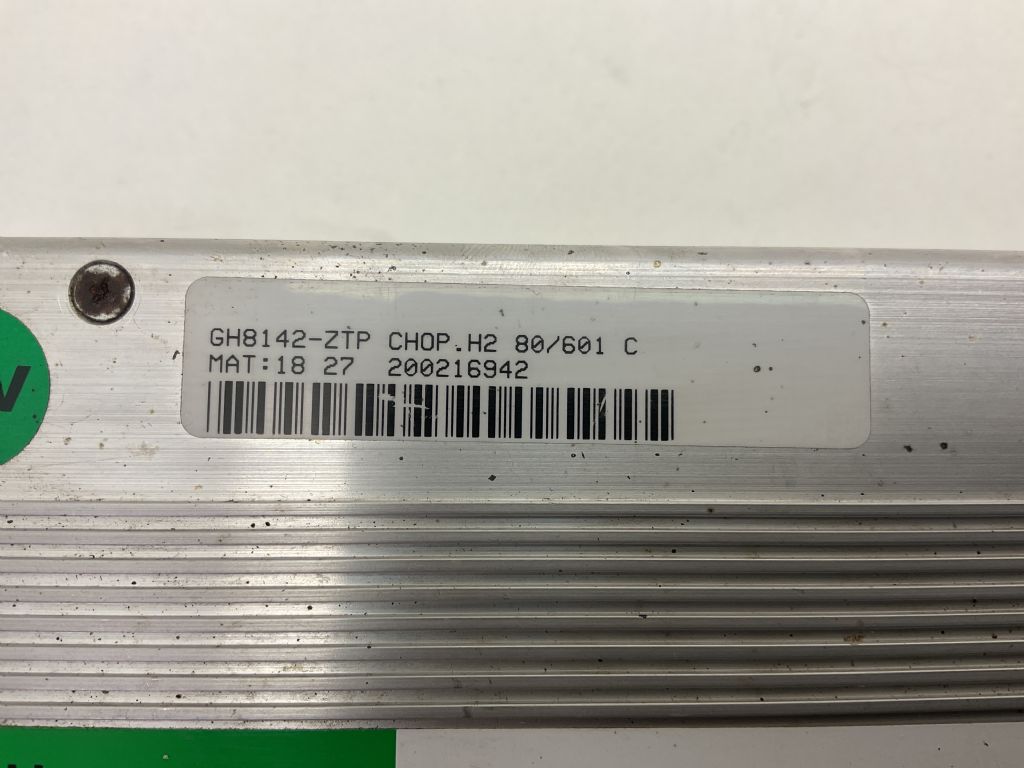 GH8142-ZTP CHOP.H2 80/601 C
MAT:18 27 200216942